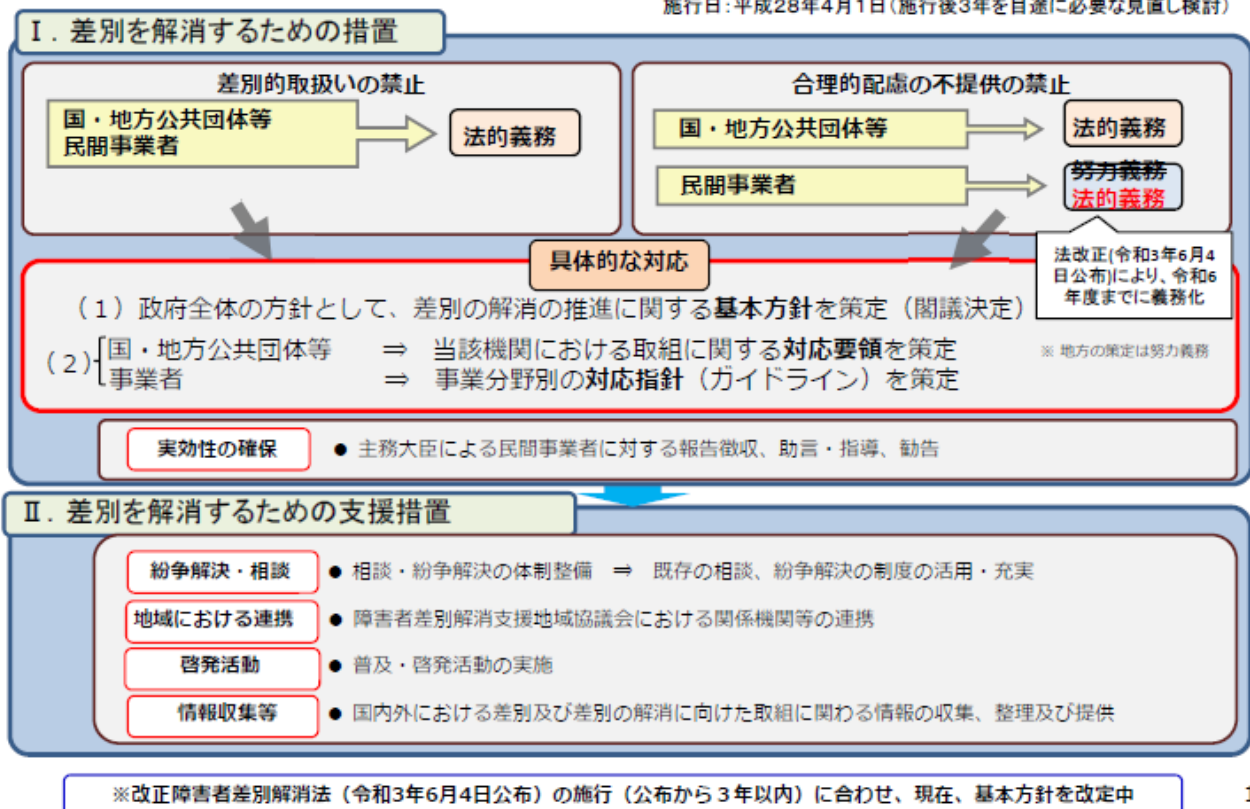 施行日：平成28年4月1日（施行後3年を目途に必要な見直し検討）
Ⅰ．差別を解消するための措置
差別的取扱いの禁止
国・地方公共団体等
民間事業者
法的義務
合理的配慮の不提供の禁止
国・地方公共団体等
法的義務
民間事業者
努力義務
法的義務
法改正(令和3年6月4
日公布)により、令和6
年度までに義務化
具体的な対応
（１）政府全体の方針として、差別の解消の推進に関する基本方針を策定（閣議決定）
（２）
国・地方公共団体等 ⇒ 当該機関における取組に関する対応要領を策定
※ 地方の策定は努力義務
事業者 ⇒ 事業分野別の対応指針（ガイドライン）を策定
実効性の確保
● 主務大臣による民間事業者に対する報告徴収、助言・指導、勧告
Ⅱ．差別を解消するための支援措置
紛争解決・相談
● 相談・紛争解決の体制整備 ⇒ 既存の相談、紛争解決の制度の活用・充実
地域における連携
● 障害者差別解消支援地域協議会における関係機関等の連携
啓発活動
● 普及・啓発活動の実施
情報収集等
● 国内外における差別及び差別の解消に向けた取組に関わる情報の収集、整理及び提供
※改正障害者差別解消法（令和3年6月4日公布）の施行（公布から３年以内）に合わせ、現在、基本方針を改定中